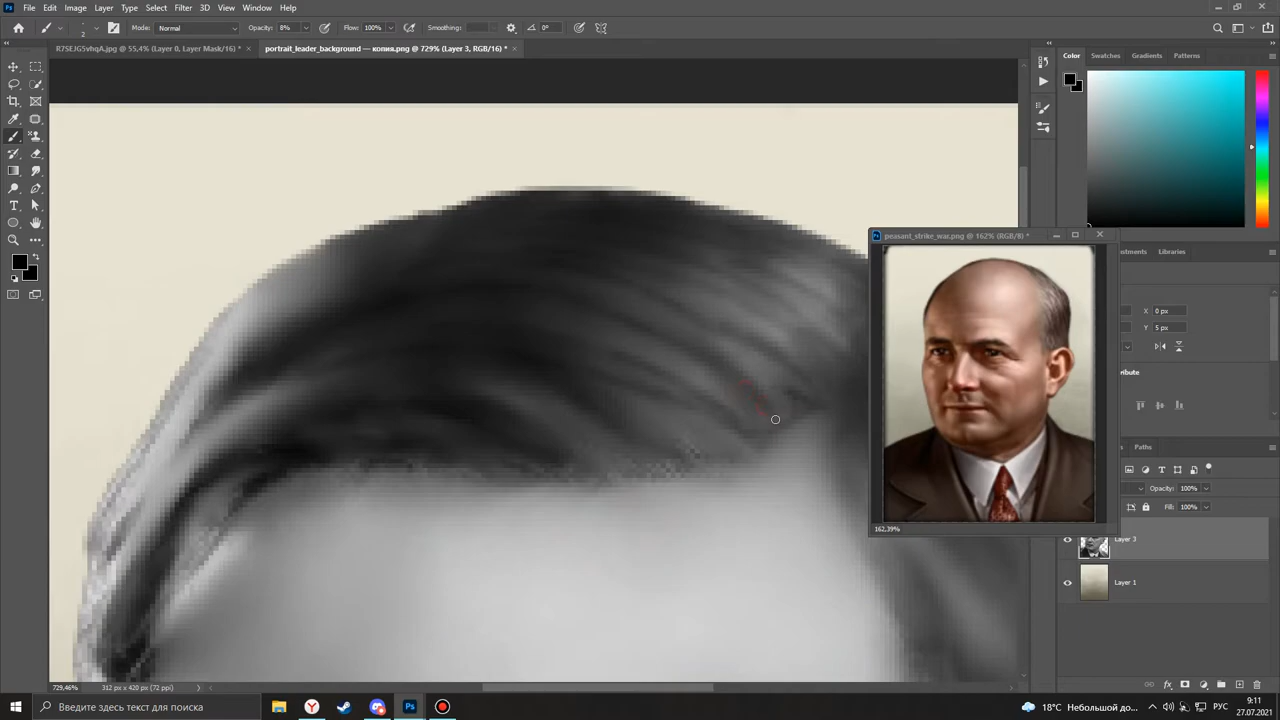 File Edit Image Layer Type Select Filter 3D View Window Help
Mode: Normal Opacity: 8% Flow: 100% Smoothing: 0°
R7SEJG5vhqA.jpg @ 55,4% (Layer 0, Layer Mask/16) * ×
portrait_leader_background — копия.png @ 729% (Layer 3, RGB/16) * ×
Color Swatches Gradients Patterns
peasant_strike_war.png @ 162% (RGB/8) *
162,39%
Libraries
X 0 px
Y 5 px
Paths
Opacity: 100%
Fill: 100%
Layer 3
Layer 1
729,46% 312 px x 420 px (72 ppi)
Введите здесь текст для поиска
18°C Небольшой до...
РУС
9:11
27.07.2021